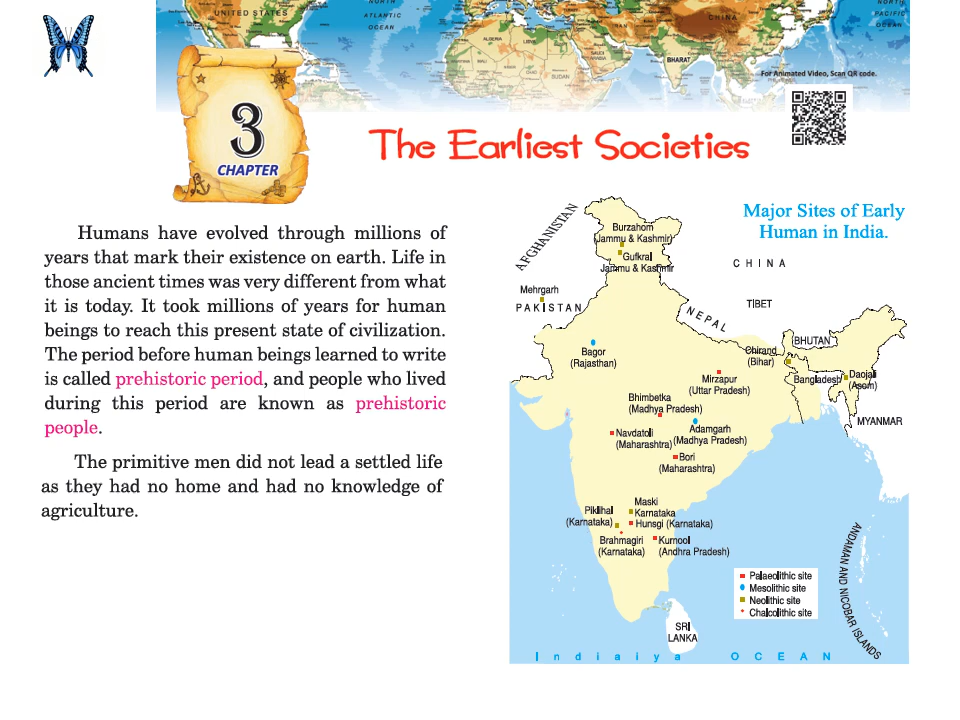 UNITED STATES
NORTH
ATLANTIC
OCEAN
ALGERIA
LIBYA
SAUDI
ARABIA
SUDAN
IRAN
CHINA
BHARAT
NORTH
PACIFIC
OCEAN
For Animated Video, Scan QR code.
3
CHAPTER
The Earliest Societies
Humans have evolved through millions of
years that mark their existence on earth. Life in
those ancient times was very different from what
it is today. It took millions of years for human
beings to reach this present state of civilization.
The period before human beings learned to write
is called prehistoric period, and people who lived
during this period are known as prehistoric
people.
The primitive men did not lead a settled life
as they had no home and had no knowledge of
agriculture.
Major Sites of Early
Human in India.
AFGHANISTAN
Burzahom
(Jammu & Kashmir)
Gufkral
Jammu & Kashmir
CHINA
Mehrgarh
PAKISTAN
TIBET
NEPAL
BHUTAN
Bagor
(Rajasthan)
Chirand
(Bihar)
Mirzapur
(Uttar Pradesh)
Bangladesh
Daojali
(Asom)
Bhimbetka
(Madhya Pradesh)
MYANMAR
Navdatoli
(Maharashtra)
Adamgarh
(Madhya Pradesh)
Bori
(Maharashtra)
Maski
Karnataka
Piklihal
(Karnataka)
Hunsgi (Karnataka)
Brahmagiri
(Karnataka)
Kurnool
(Andhra Pradesh)
ANDAMAN AND NICOBAR ISLANDS
Palaeolithic site
Mesolithic site
Neolithic site
Chalcolithic site
SRI
LANKA
Indiaiya OCEAN